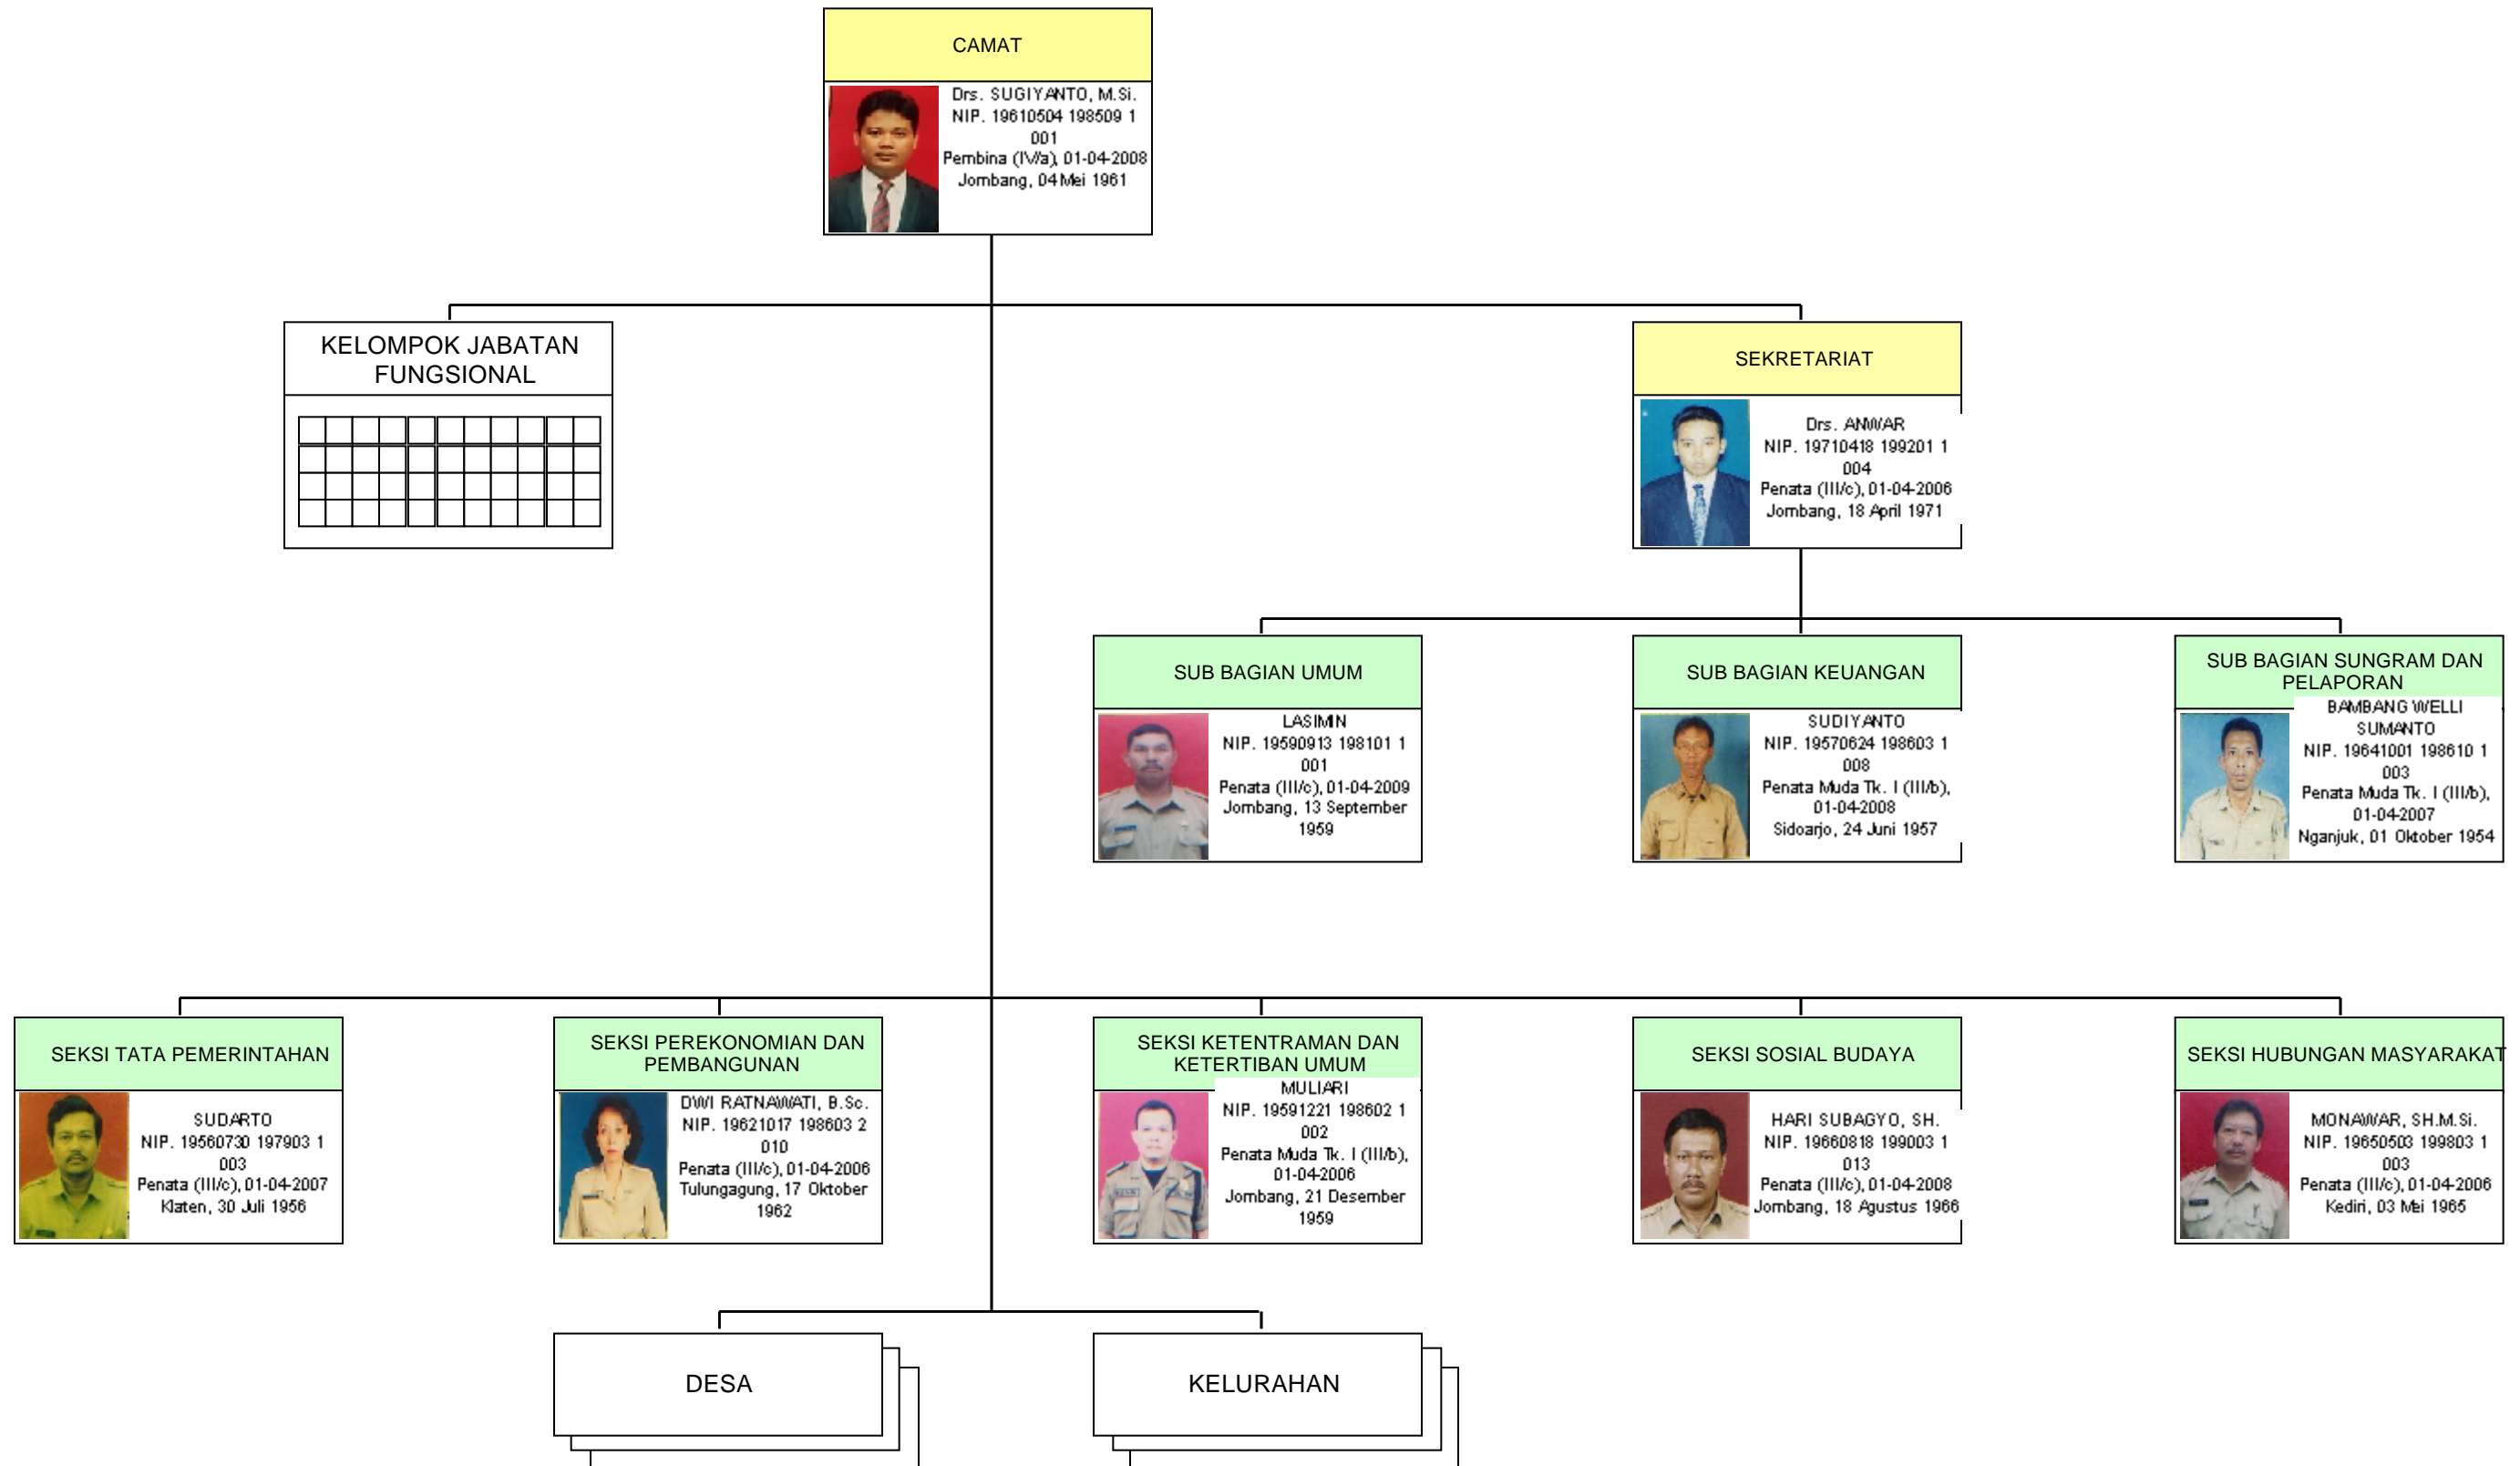 CAMAT
Drs. SUGIYANTO, M.Si.
NIP. 19610504 198509 1
001
Pembina (IV/a), 01-04-2008
Jombang, 04 Mei 1961
KELOMPOK JABATAN
FUNGSIONAL
SEKRETARIAT
Drs. ANWAR
NIP. 19710418 199201 1
004
Penata (III/c), 01-04-2006
Jombang, 18 April 1971
SUB BAGIAN UMUM
LASIMIN
NIP. 19590913 198101 1
001
Penata (III/c), 01-04-2009
Jombang, 13 September
1959
SUB BAGIAN KEUANGAN
SUDIYANTO
NIP. 19570624 198603 1
008
Penata Muda Tk. I (III/b),
01-04-2008
Sidoarjo, 24 Juni 1957
SUB BAGIAN SUNGRAM DAN
PELAPORAN
BAMBANG WELLI
SUMANTO
NIP. 19641001 198610 1
003
Penata Muda Tk. I (III/b),
01-04-2007
Nganjuk, 01 Oktober 1954
SEKSI TATA PEMERINTAHAN
SUDARTO
NIP. 19560730 197903 1
003
Penata (III/c), 01-04-2007
Klaten, 30 Juli 1956
SEKSI PEREKONOMIAN DAN
PEMBANGUNAN
DWI RATNAWATI, B.Sc.
NIP. 19621017 198603 2
010
Penata (III/c), 01-04-2006
Tulungagung, 17 Oktober
1962
SEKSI KETENTRAMAN DAN
KETERTIBAN UMUM
MULIARI
NIP. 19591221 198602 1
002
Penata Muda Tk. I (III/b),
01-04-2006
Jombang, 21 Desember
1959
SEKSI SOSIAL BUDAYA
HARI SUBAGYO, SH.
NIP. 19660818 199003 1
013
Penata (III/c), 01-04-2008
Jombang, 18 Agustus 1966
SEKSI HUBUNGAN MASYARAKAT
MONAWAR, SH.M.Si.
NIP. 19650503 199803 1
003
Penata (III/c), 01-04-2006
Kediri, 03 Mei 1965
DESA
KELURAHAN